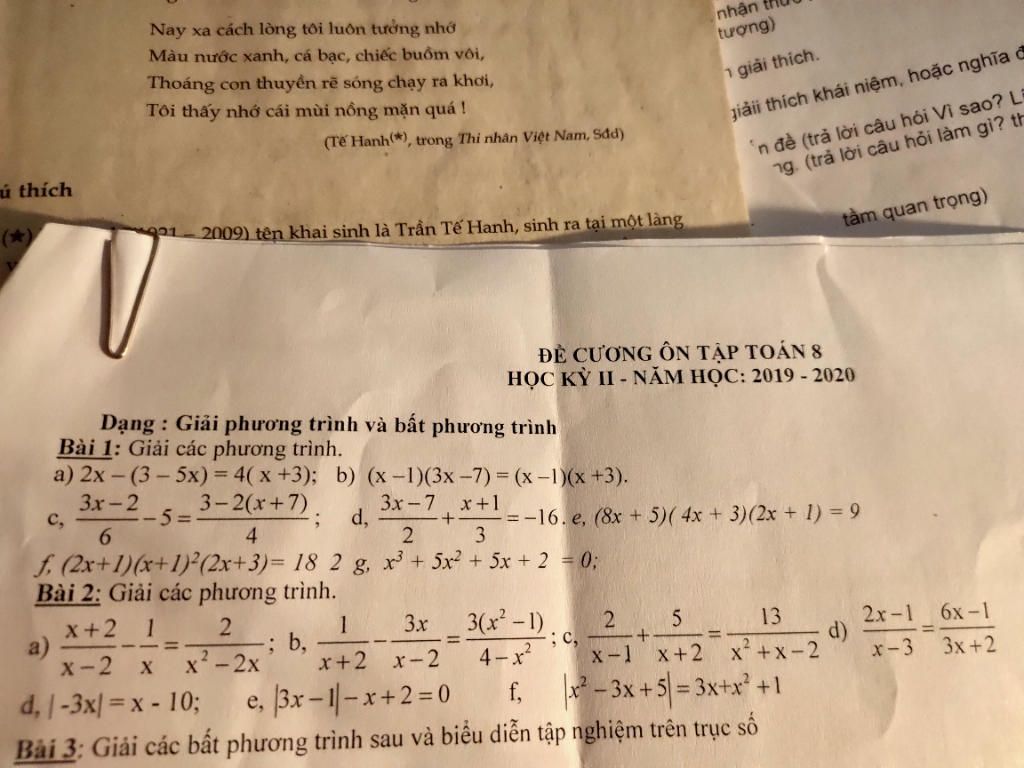 Nay xa cách lòng tôi luôn tưởng nhớ
Màu nước xanh, cá bạc, chiếc buồm vôi,
Thoáng con thuyền rẽ sóng chạy ra khơi,
Tôi thấy nhớ cái mùi nồng mặn quá !
(Tế Hanh(★), trong Thi nhân Việt Nam, Sđd)
thích
(★) – 2009) tên khai sinh là Trần Tế Hanh, sinh ra tại một làng
nhận
tượng)
giải thích.
giảii thích khái niệm, hoặc nghĩa
đề (trả lời câu hỏi Vì sao?
(trả lời câu hỏi làm gì?
tầm quan trọng)
ĐỀ CƯƠNG ÔN TẬP TOÁN 8
HỌC KỲ II - NĂM HỌC: 2019 - 2020
Dạng : Giải phương trình và bất phương trình
Bài 1: Giải các phương trình.
a) 2x – (3 – 5x) = 4( x +3); b) (x –1)(3x –7) = (x –1)(x +3).
c, (3x – 2)/6 – 5 = (3 – 2(x + 7))/4 ; d, (3x – 7)/2 + (x + 1)/3 = –16. e, (8x + 5)( 4x + 3)(2x + 1) = 9
f, (2x+1)(x+1)²(2x+3)= 18 2 g, x³ + 5x² + 5x + 2 = 0;
Bài 2: Giải các phương trình.
a) (x + 2)/(x – 2) – 1/x = 2/(x² – 2x) ; b, 1/(x + 2) – 3x/(x – 2) = 3(x² – 1)/(4 – x²) ; c, 2/(x – 1) + 5/(x + 2) = 13/(x² + x – 2) d) (2x – 1)/(x – 3) = (6x – 1)/(3x + 2)
d, | -3x| = x - 10; e, |3x – 1| – x + 2 = 0 f, |x² – 3x + 5| = 3x+x² + 1
Bài 3: Giải các bất phương trình sau và biểu diễn tập nghiệm trên trục số